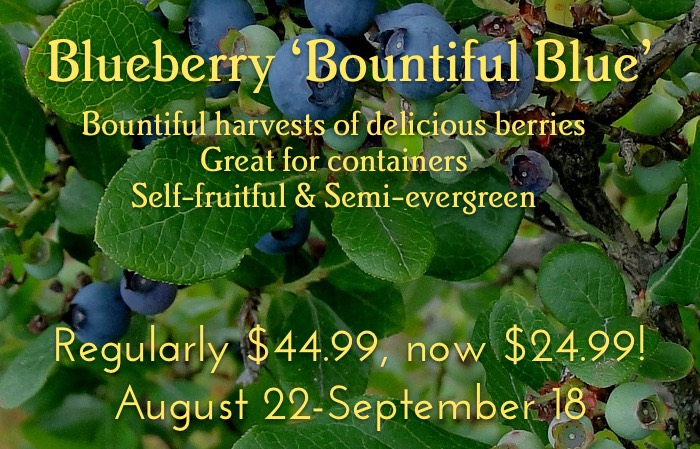 Blueberry ‘Bountiful Blue’
Bountiful harvests of delicious berries
Great for containers
Self-fruitful & Semi-evergreen
Regularly $44.99, now $24.99!
August 22-September 18